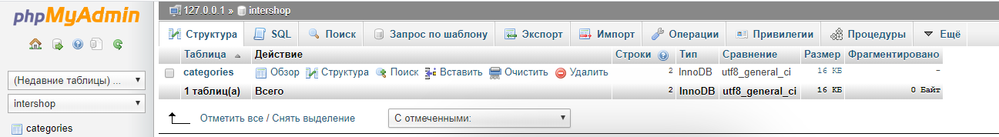 phpMyAdmin
(Недавние таблицы) ...
intershop
categories
127.0.0.1 » intershop
Структура SQL Поиск Запрос по шаблону Экспорт Импорт Операции Привилегии Процедуры Ещё
Таблица Действие Строки Тип Сравнение Размер Фрагментировано
categories Обзор Структура Поиск Вставить Очистить Удалить 2 InnoDB utf8_general_ci 16 КБ -
1 таблиц(а) Всего 2 InnoDB utf8_general_ci 16 КБ 0 Байт
Отметить все / Снять выделение С отмеченными: